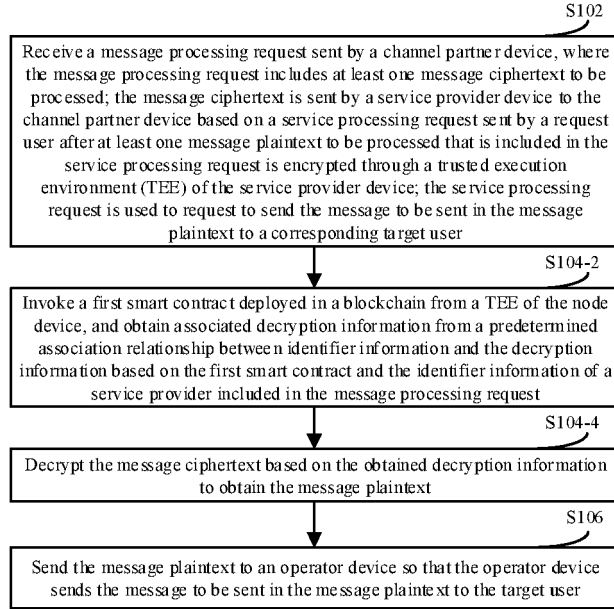 S102
Receive a message processing request sent by a channel partner device, where
the message processing request includes at least one message ciphertext to be
processed; the message ciphertext is sent by a service provider device to the
channel partner device based on a service processing request sent by a request
user after at least one message plaintext to be processed that is included in the
service processing request is encrypted through a trusted execution
environment (TEE) of the service provider device; the service processing
request is used to request to send the message to be sent in the message
plaintext to a corresponding target user
S104-2
Invoke a first smart contract deployed in a blockchain from a TEE of the node
device, and obtain associated decryption information from a predetermined
association relationship between identifier information and the decryption
information based on the first smart contract and the identifier information of a
service provider included in the message processing request
S104-4
Decrypt the message ciphertext based on the obtained decryption information
to obtain the message plaintext
S106
Send the message plaintext to an operator device so that the operator device
sends the message to be sent in the message plaintext to the target user